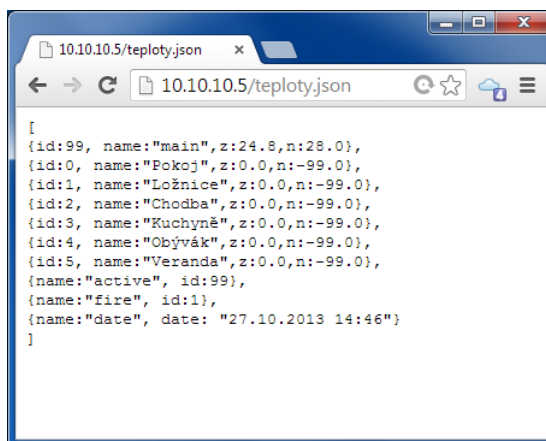 10.10.10.5/teploty.json
10.10.10.5/teploty.json
4
[
{id:99, name:"main",z:24.8,n:28.0},
{id:0, name:"Pokoj",z:0.0,n:-99.0},
{id:1, name:"Ložnice",z:0.0,n:-99.0},
{id:2, name:"Chodba",z:0.0,n:-99.0},
{id:3, name:"Kuchyně",z:0.0,n:-99.0},
{id:4, name:"Obývák",z:0.0,n:-99.0},
{id:5, name:"Veranda",z:0.0,n:-99.0},
{name:"active", id:99},
{name:"fire", id:1},
{name:"date", date: "27.10.2013 14:46"}
]